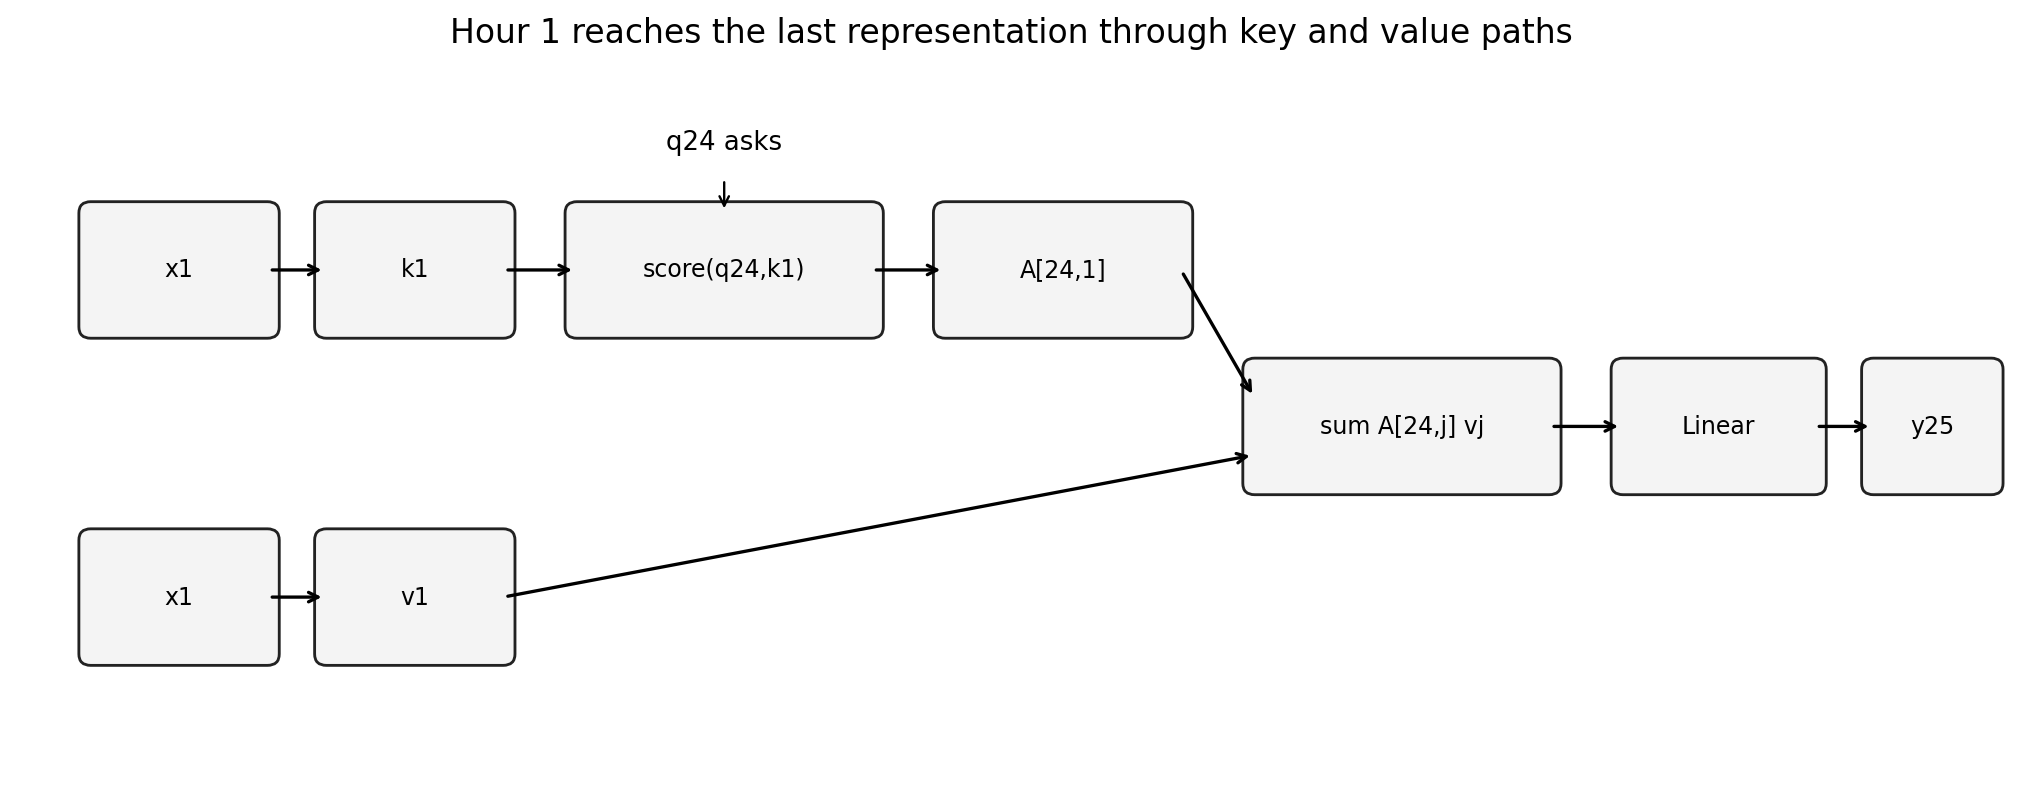 Hour 1 reaches the last representation through key and value paths
q24 asks
x1
k1
score(q24,k1)
A[24,1]
sum A[24,j] vj
Linear
y25
x1
v1